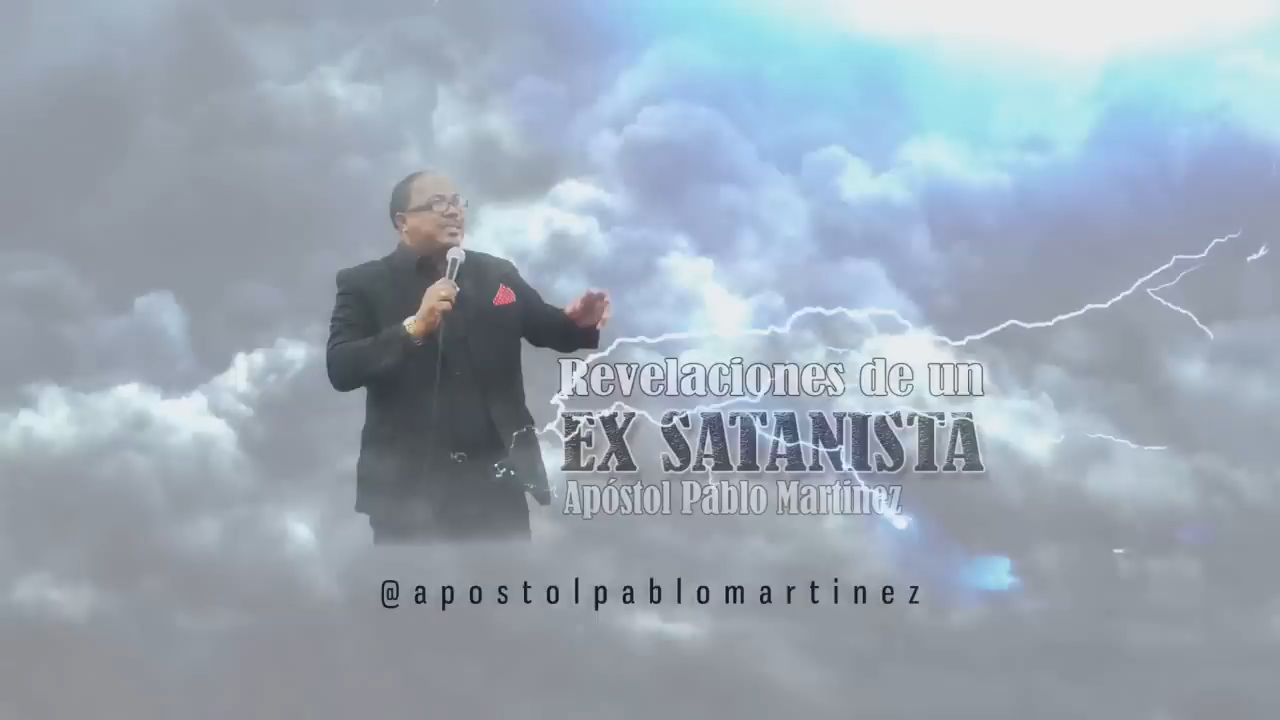 Revelaciones de un
EX SATANISTA
Apóstol Pablo Martinez
@apostolpablomartinez